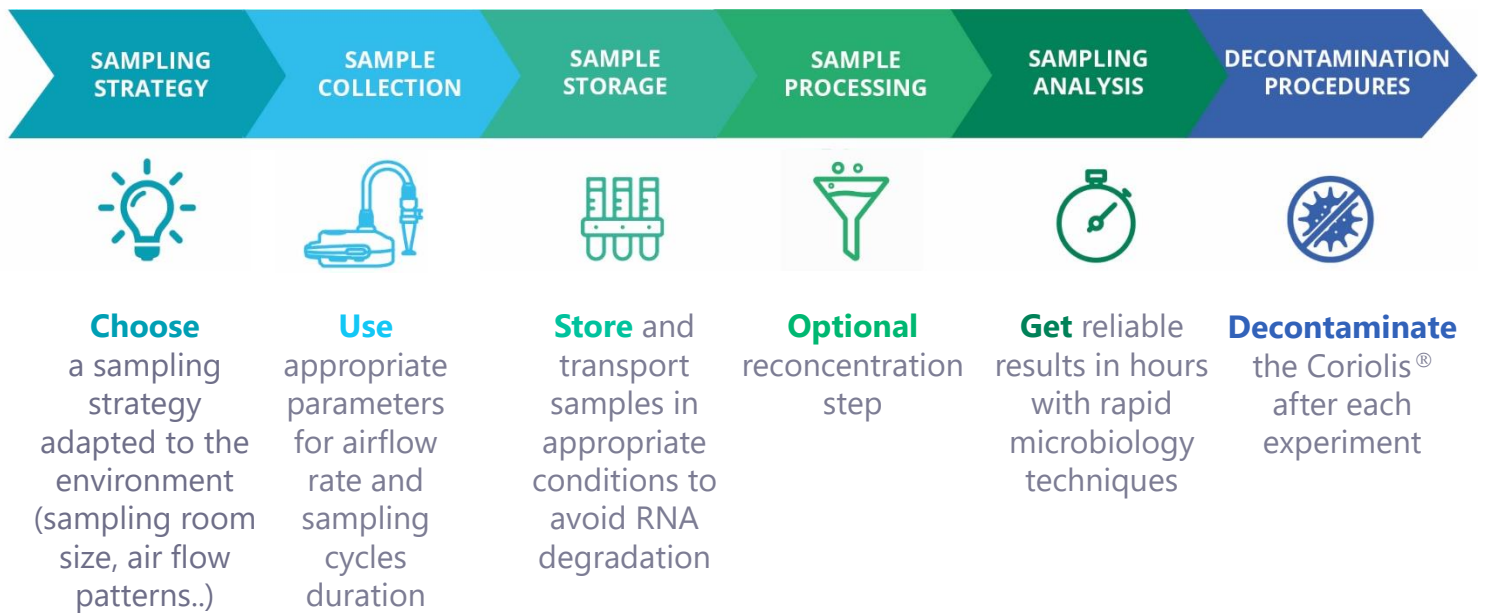 SAMPLING
STRATEGY
SAMPLE
COLLECTION
SAMPLE
STORAGE
SAMPLE
PROCESSING
SAMPLING
ANALYSIS
DECONTAMINATION
PROCEDURES
Choose
a sampling
strategy
adapted to the
environment
(sampling room
size, air flow
patterns..)
Use
appropriate
parameters
for airflow
rate and
sampling
cycles
duration
Store and
transport
samples in
appropriate
conditions to
avoid RNA
degradation
Optional
reconcentration
step
Get reliable
results in hours
with rapid
microbiology
techniques
Decontaminate
the Coriolis ®
after each
experiment